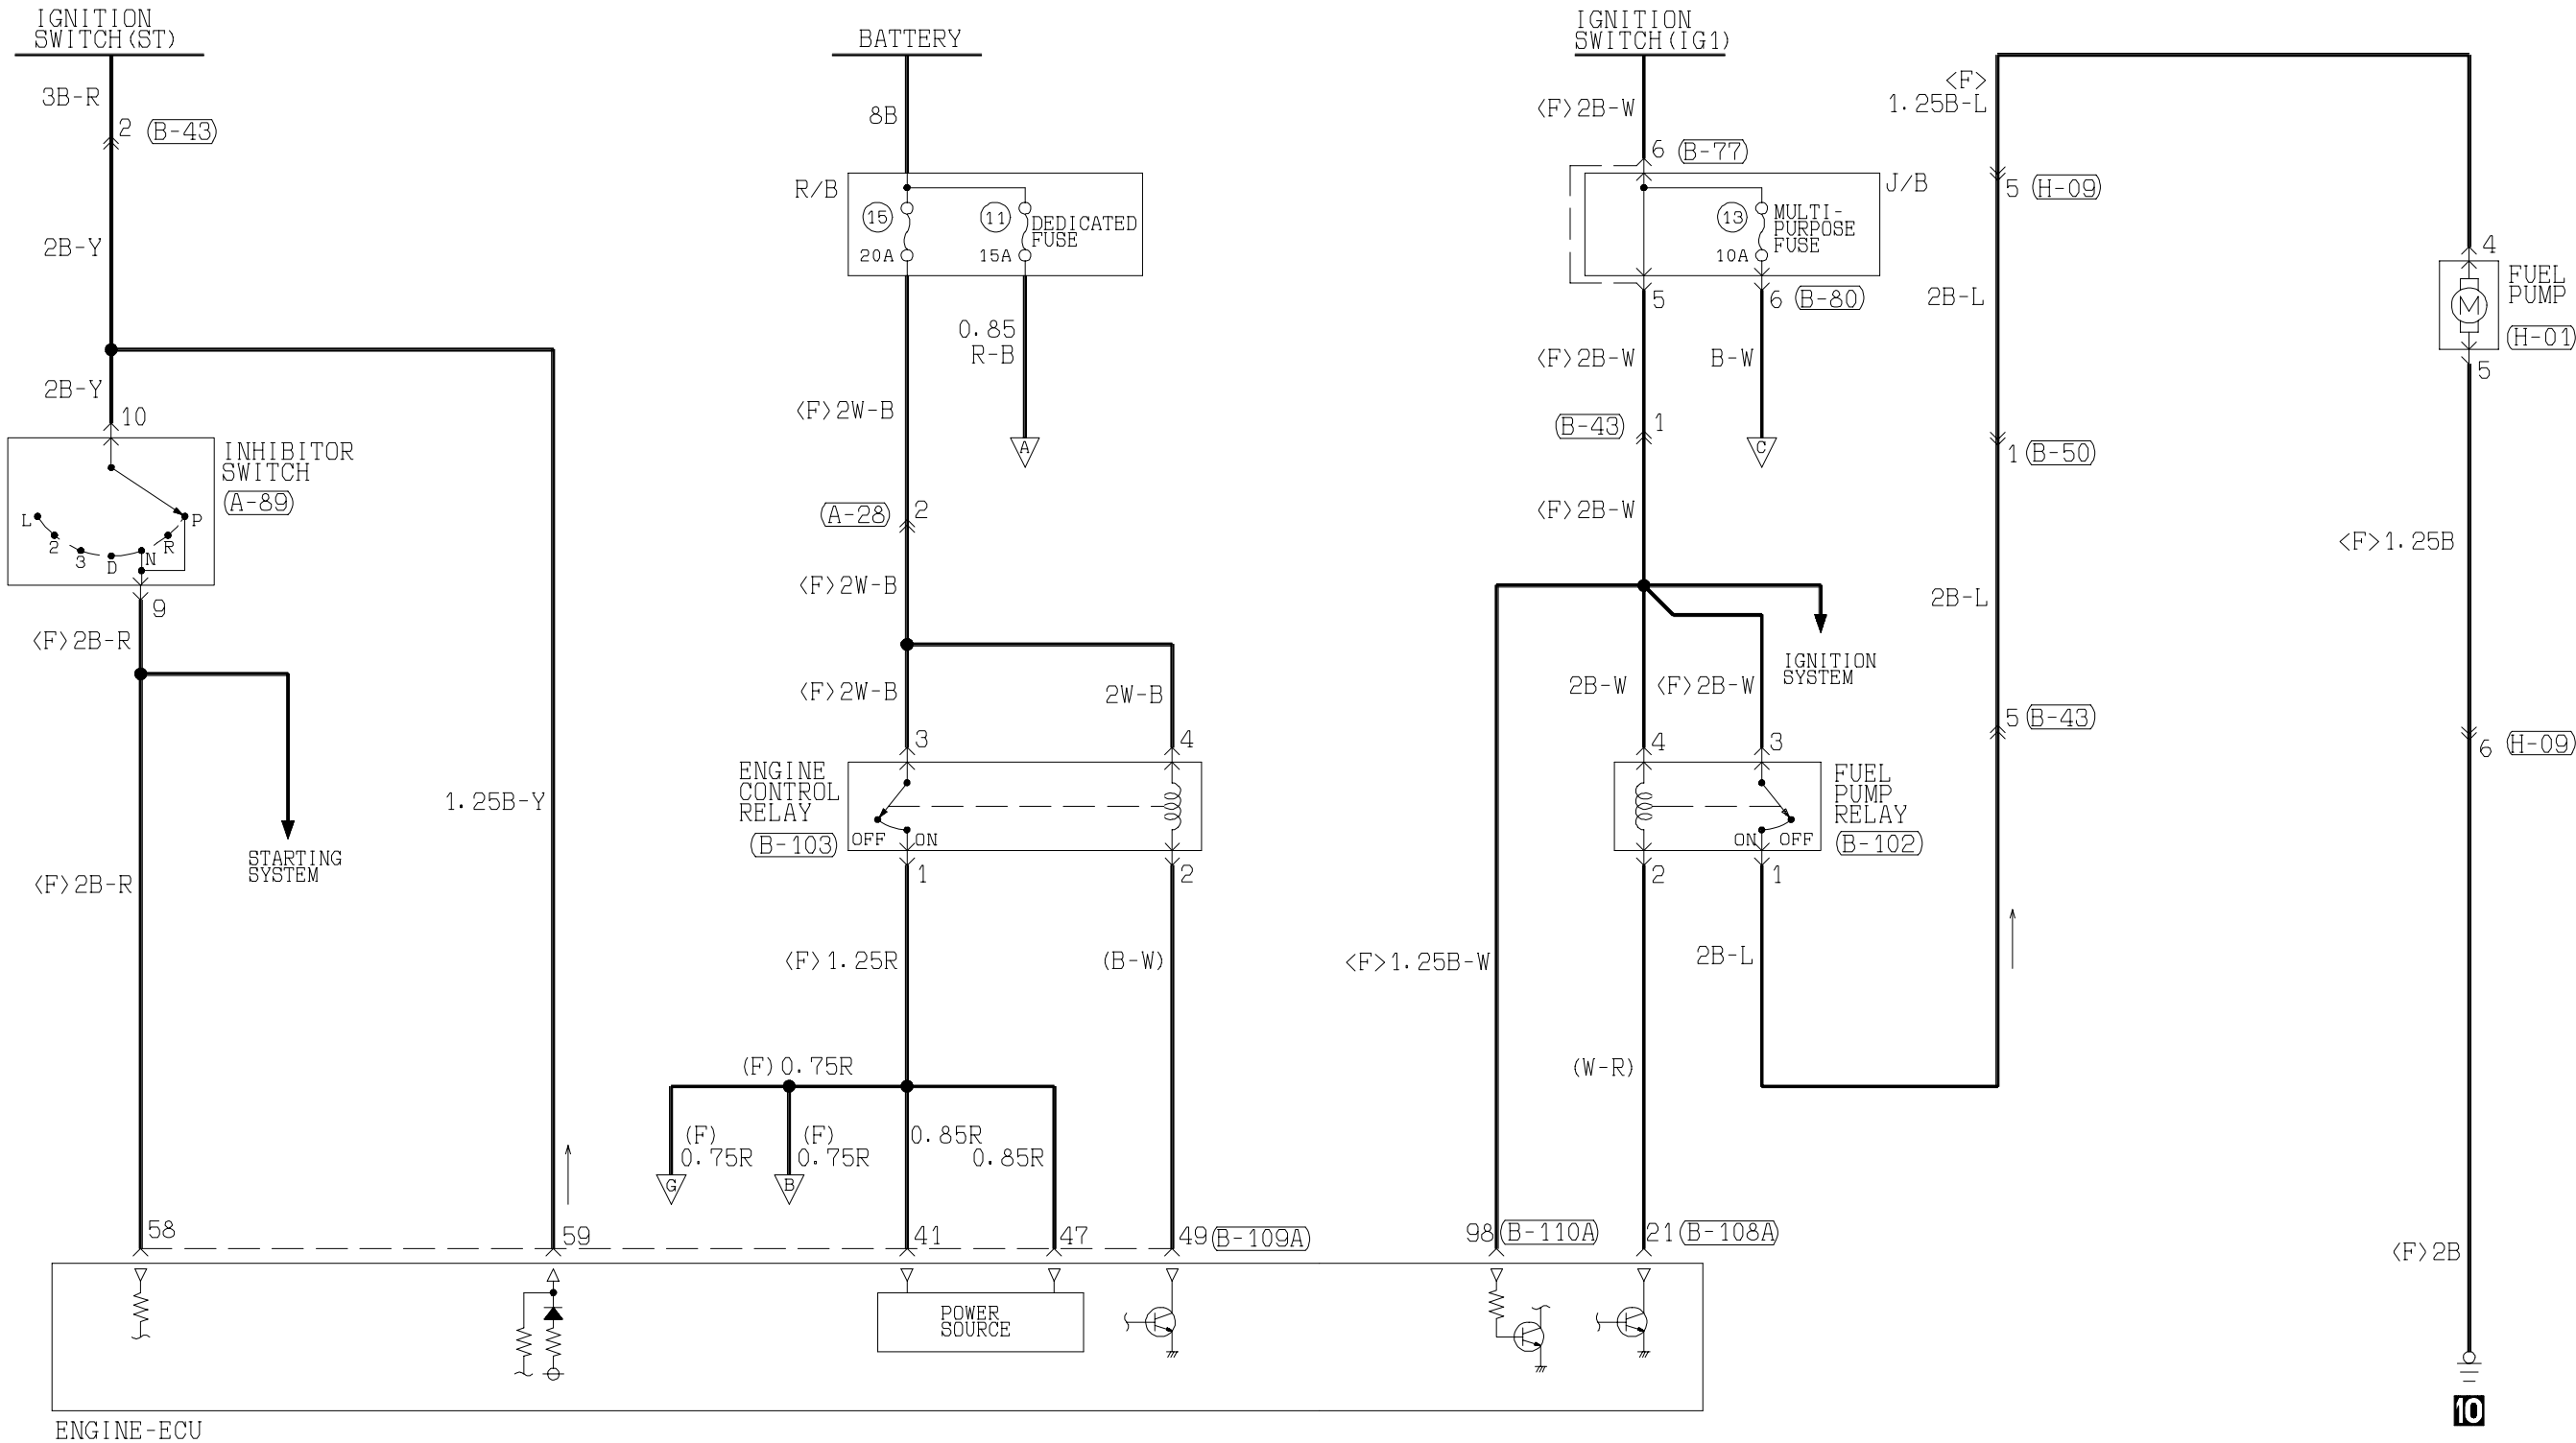 IGNITION
SWITCH(ST)
BATTERY
IGNITION
SWITCH(IG1)
3B-R
2 (B-43)
8B
<F>2B-W
6 (B-77)
<F>
1.25B-L
R/B
15
20A
11
15A
DEDICATED
FUSE
J/B
13
10A
MULTI-
PURPOSE
FUSE
5 (H-09)
2B-Y
0.85
R-B
5
6 (B-80)
2B-L
4
FUEL
PUMP
M
(H-01)
5
2B-Y
10
<F>2W-B
A
<F>2B-W
B-W
(B-43) 1
C
1 (B-50)
INHIBITOR
SWITCH
(A-89)
L
2
3
D
N
R
P
9
(A-28) 2
<F>2B-W
<F>1.25B
<F>2W-B
2B-L
<F>2B-R
IGNITION
SYSTEM
<F>2W-B
2W-B
2B-W
<F>2B-W
5 (B-43)
3
4
4
3
6 (H-09)
ENGINE
CONTROL
RELAY
(B-103)
OFF
ON
1
2
ON
OFF
FUEL
PUMP
RELAY
(B-102)
2
1
1.25B-Y
STARTING
SYSTEM
<F>2B-R
<F>1.25R
(B-W)
<F>1.25B-W
2B-L
(F)0.75R
(W-R)
(F)
0.75R
(F)
0.75R
0.85R
0.85R
G
B
58
59
41
47
49 (B-109A)
98 (B-110A)
21 (B-108A)
<F>2B
POWER
SOURCE
10
ENGINE-ECU